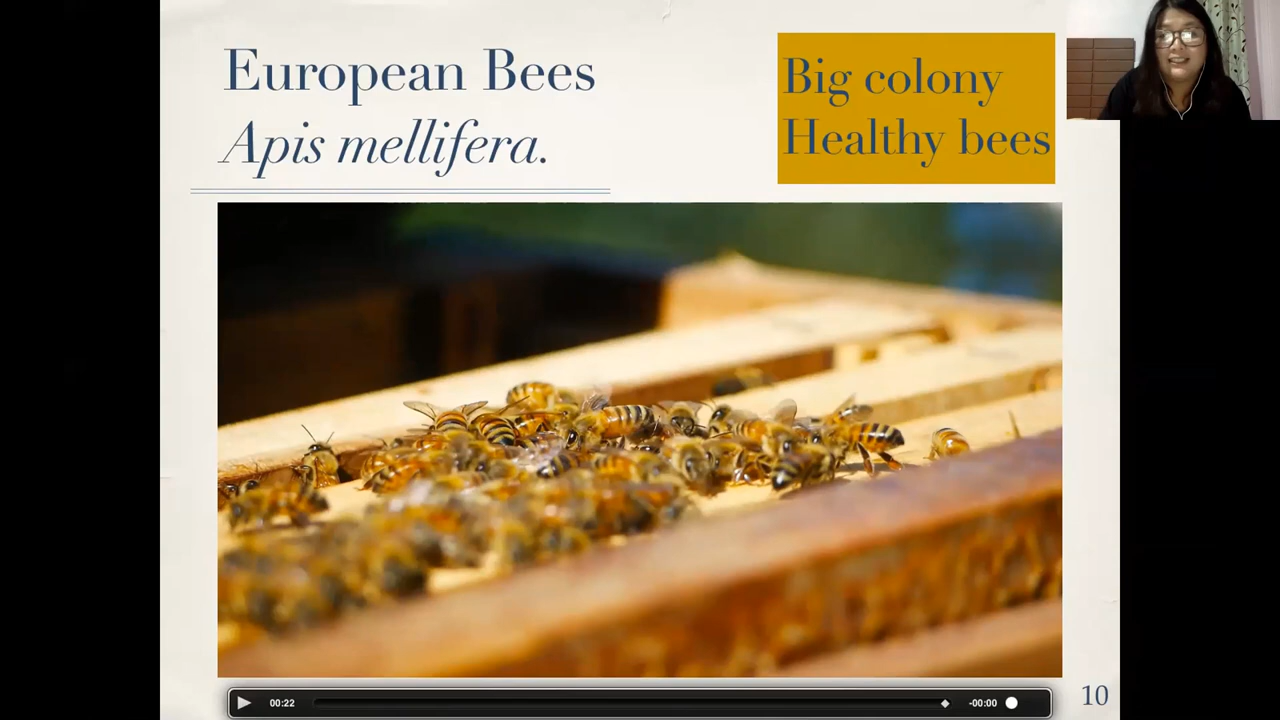 European Bees
Apis mellifera.
Big colony
Healthy bees
00:22
-00:00
10